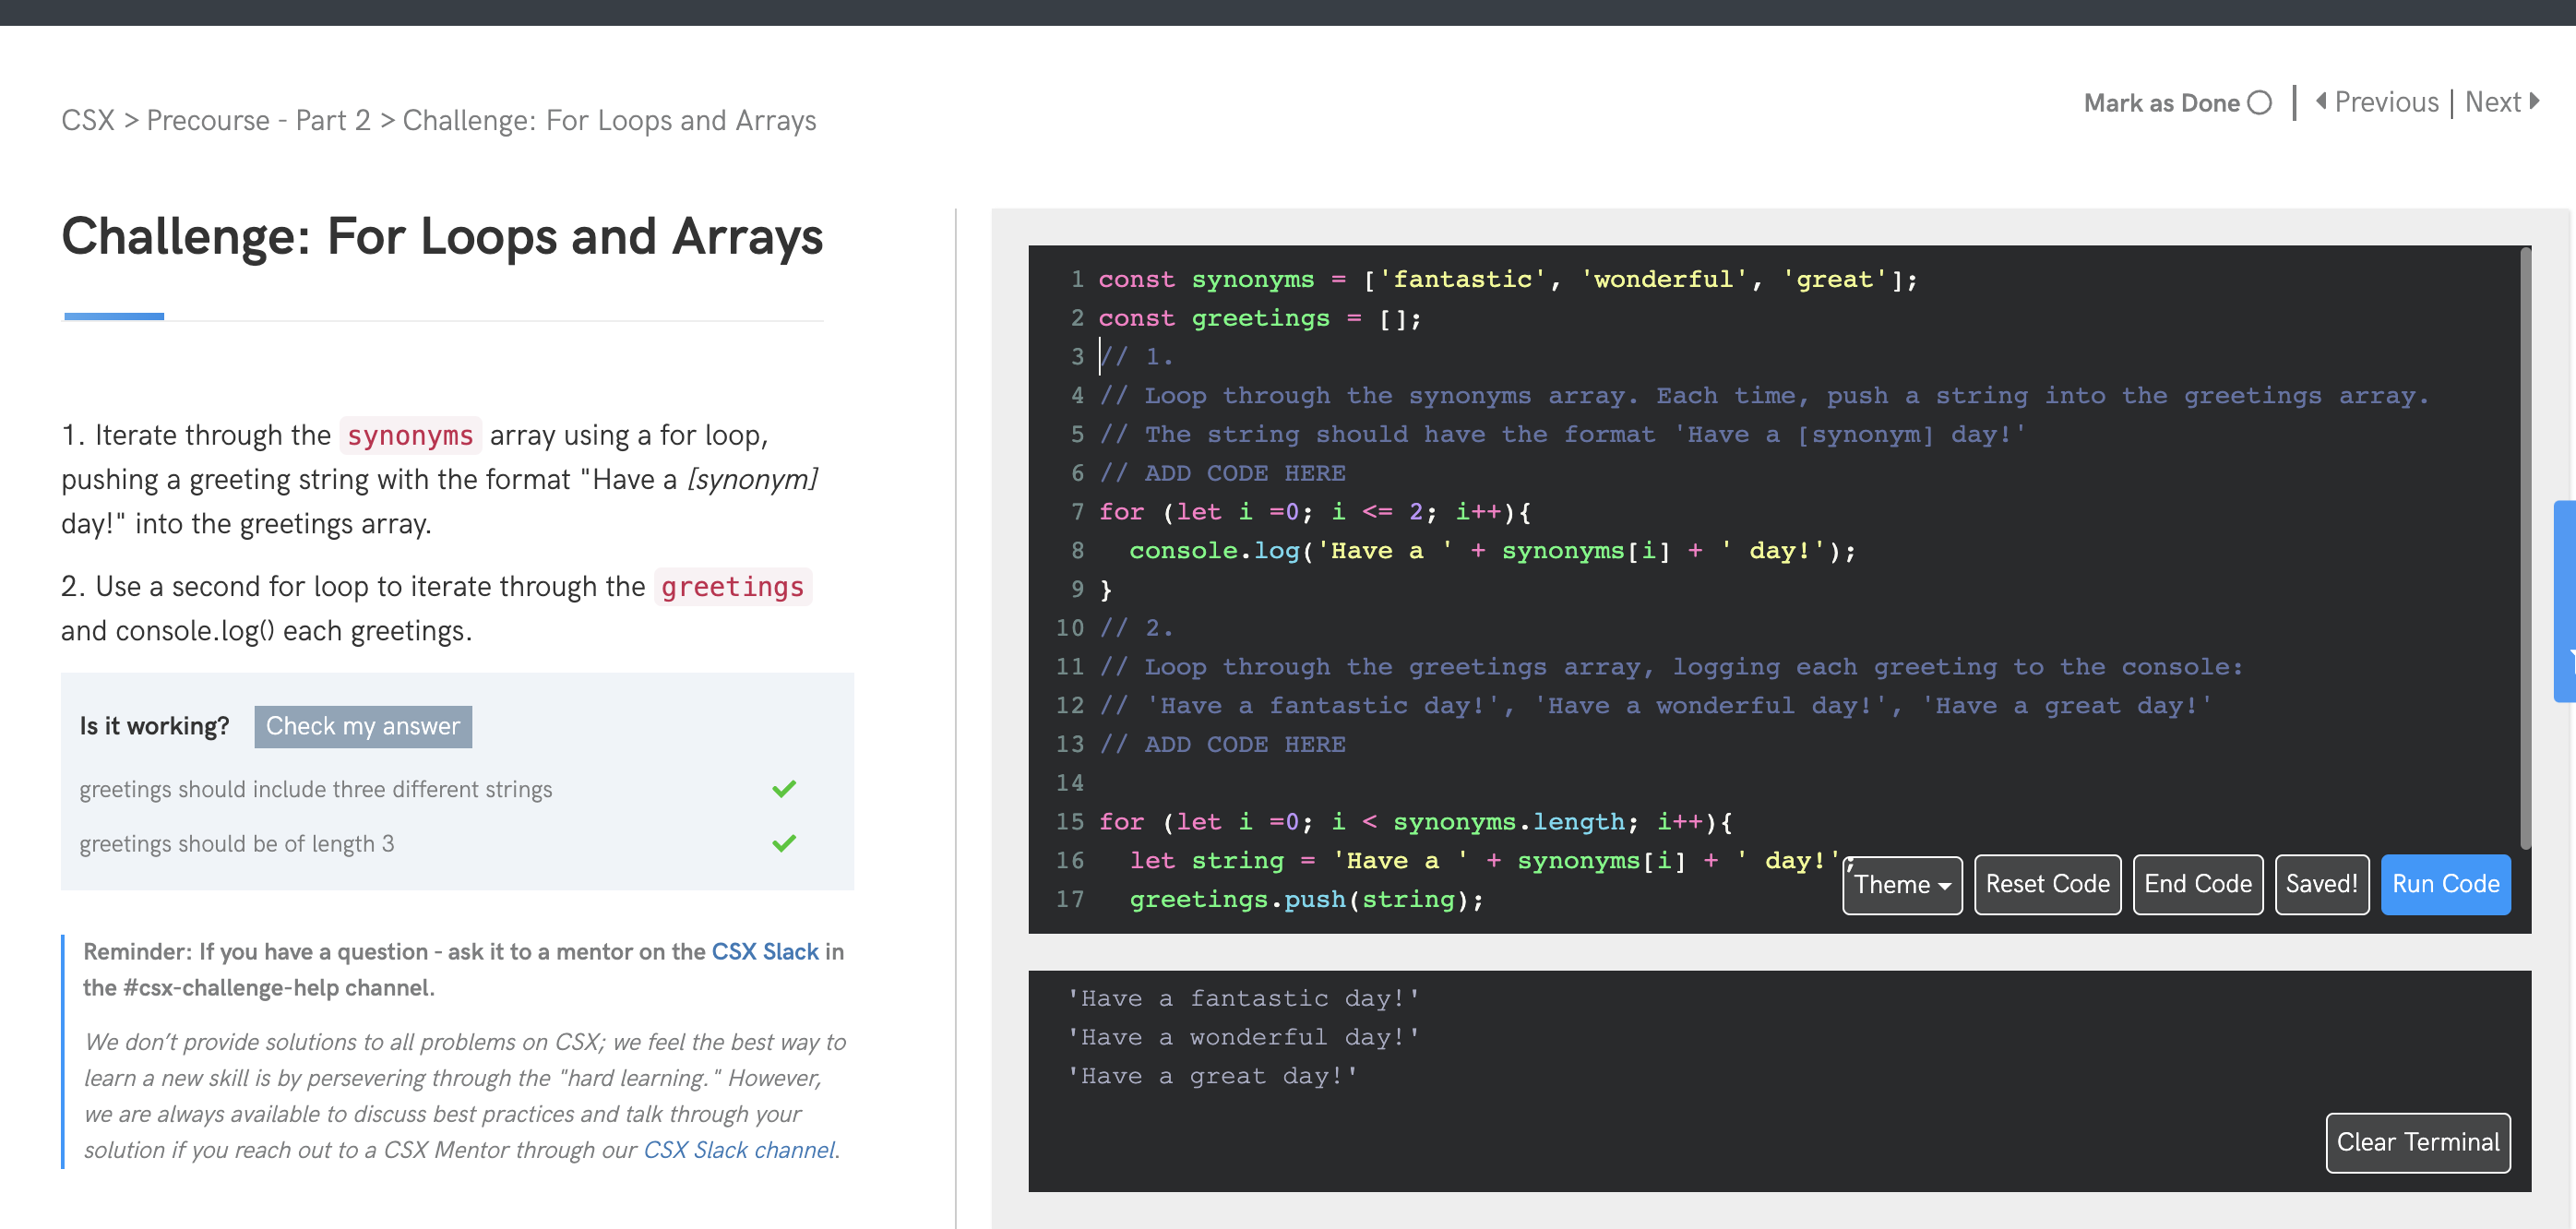 CSX > Precourse - Part 2 > Challenge: For Loops and Arrays
Mark as Done | Previous | Next
Challenge: For Loops and Arrays
1. Iterate through the synonyms array using a for loop,
pushing a greeting string with the format "Have a [synonym]
day!" into the greetings array.
2. Use a second for loop to iterate through the greetings
and console.log() each greetings.
Is it working? Check my answer
greetings should include three different strings
greetings should be of length 3
Reminder: If you have a question - ask it to a mentor on the CSX Slack in
the #csx-challenge-help channel.
We don’t provide solutions to all problems on CSX; we feel the best way to
learn a new skill is by persevering through the "hard learning." However,
we are always available to discuss best practices and talk through your
solution if you reach out to a CSX Mentor through our CSX Slack channel.
1 const synonyms = ['fantastic', 'wonderful', 'great'];
2 const greetings = [];
3 // 1.
4 // Loop through the synonyms array. Each time, push a string into the greetings array.
5 // The string should have the format 'Have a [synonym] day!'
6 // ADD CODE HERE
7 for (let i =0; i <= 2; i++){
8   console.log('Have a ' + synonyms[i] + ' day!');
9 }
10 // 2.
11 // Loop through the greetings array, logging each greeting to the console:
12 // 'Have a fantastic day!', 'Have a wonderful day!', 'Have a great day!'
13 // ADD CODE HERE
14
15 for (let i =0; i < synonyms.length; i++){
16   let string = 'Have a ' + synonyms[i] + ' day!';
17   greetings.push(string);
Theme Reset Code End Code Saved! Run Code
'Have a fantastic day!'
'Have a wonderful day!'
'Have a great day!'
Clear Terminal